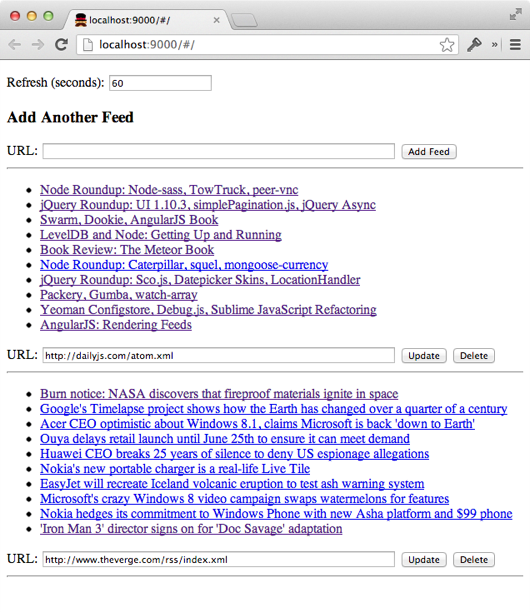 localhost:9000/#/
localhost:9000/#/
Refresh (seconds): 60
Add Another Feed
URL: Add Feed
Node Roundup: Node-sass, TowTruck, peer-vnc
jQuery Roundup: UI 1.10.3, simplePagination.js, jQuery Async
Swarm, Dookie, AngularJS Book
LevelDB and Node: Getting Up and Running
Book Review: The Meteor Book
Node Roundup: Caterpillar, squel, mongoose-currency
jQuery Roundup: Sco.js, Datepicker Skins, LocationHandler
Packery, Gumba, watch-array
Yeoman Configstore, Debug.js, Sublime JavaScript Refactoring
AngularJS: Rendering Feeds
URL: http://dailyjs.com/atom.xml Update Delete
Burn notice: NASA discovers that fireproof materials ignite in space
Google's Timelapse project shows how the Earth has changed over a quarter of a century
Acer CEO optimistic about Windows 8.1, claims Microsoft is back 'down to Earth'
Ouya delays retail launch until June 25th to ensure it can meet demand
Huawei CEO breaks 25 years of silence to deny US espionage allegations
Nokia's new portable charger is a real-life Live Tile
EasyJet will recreate Iceland volcanic eruption to test ash warning system
Microsoft's crazy Windows 8 video campaign swaps watermelons for features
Nokia hedges its commitment to Windows Phone with new Asha platform and $99 phone
'Iron Man 3' director signs on for 'Doc Savage' adaptation
URL: http://www.theverge.com/rss/index.xml Update Delete